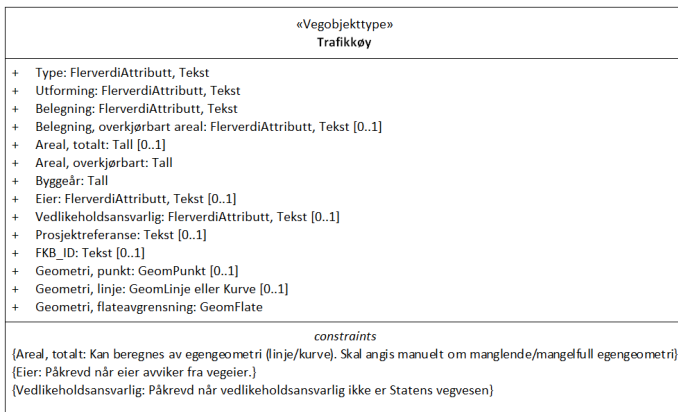 «Vegobjekttype»
Trafikkøy
+ Type: FlerverdiAttributt, Tekst
+ Utforming: FlerverdiAttributt, Tekst
+ Belegning: FlerverdiAttributt, Tekst
+ Belegning, overkjørbart areal: FlerverdiAttributt, Tekst [0..1]
+ Areal, totalt: Tall [0..1]
+ Areal, overkjørbart: Tall
+ Byggeår: Tall
+ Eier: FlerverdiAttributt, Tekst [0..1]
+ Vedlikeholdsansvarlig: FlerverdiAttributt, Tekst [0..1]
+ Prosjektreferanse: Tekst [0..1]
+ FKB_ID: Tekst [0..1]
+ Geometri, punkt: GeomPunkt [0..1]
+ Geometri, linje: GeomLinje eller Kurve [0..1]
+ Geometri, flateavgrensning: GeomFlate
constraints
{Areal, totalt: Kan beregnes av egengeometri (linje/kurve). Skal angis manuelt om manglende/mangelfull egengeometri}
{Eier: Påkrevd når eier avviker fra vegeier.}
{Vedlikeholdsansvarlig: Påkrevd når vedlikeholdsansvarlig ikke er Statens vegvesen}